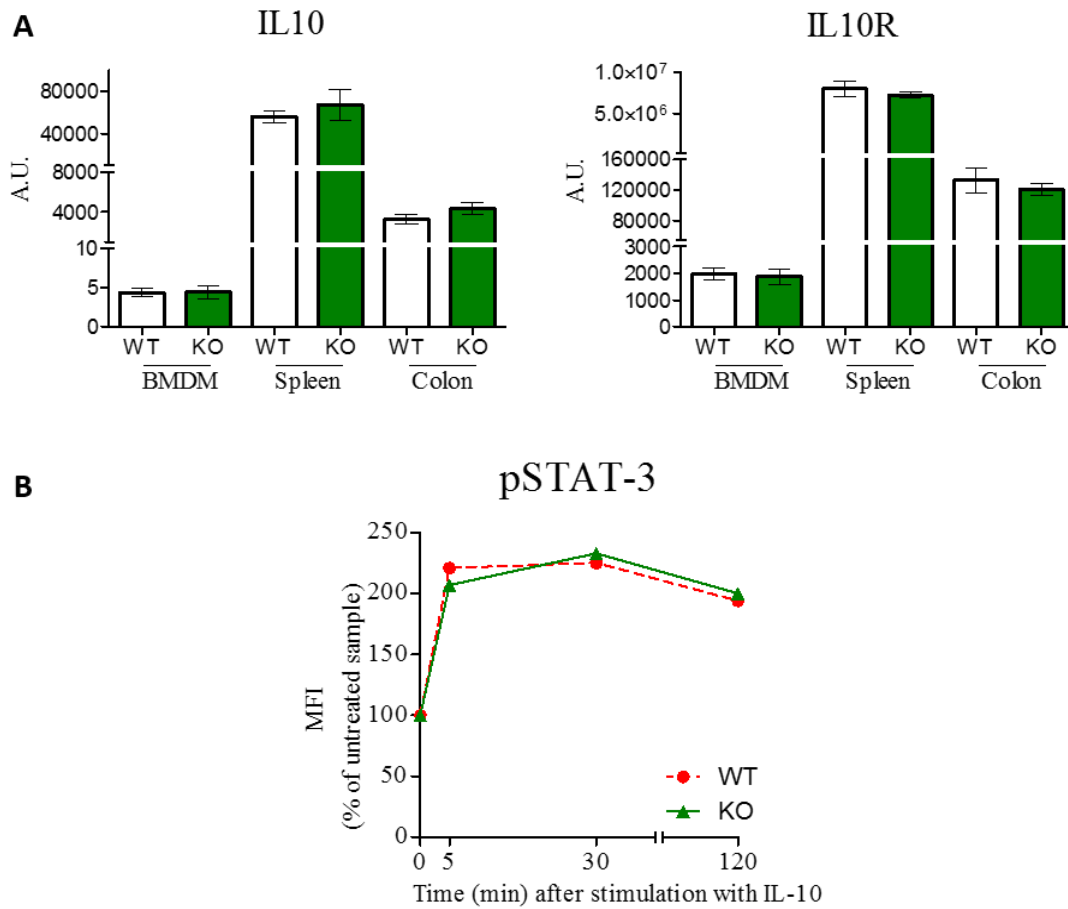 A
IL10
IL10R
A.U.
80000
40000
8000
4000
10
5
0
WT KO WT KO WT KO
BMDM Spleen Colon
A.U.
1.0×10⁷
5.0×10⁶
160000
120000
80000
3000
2000
1000
0
WT KO WT KO WT KO
BMDM Spleen Colon
B
pSTAT-3
MFI
(% of untreated sample)
250
200
150
100
50
0
WT
KO
0 5 30 120
Time (min) after stimulation with IL-10